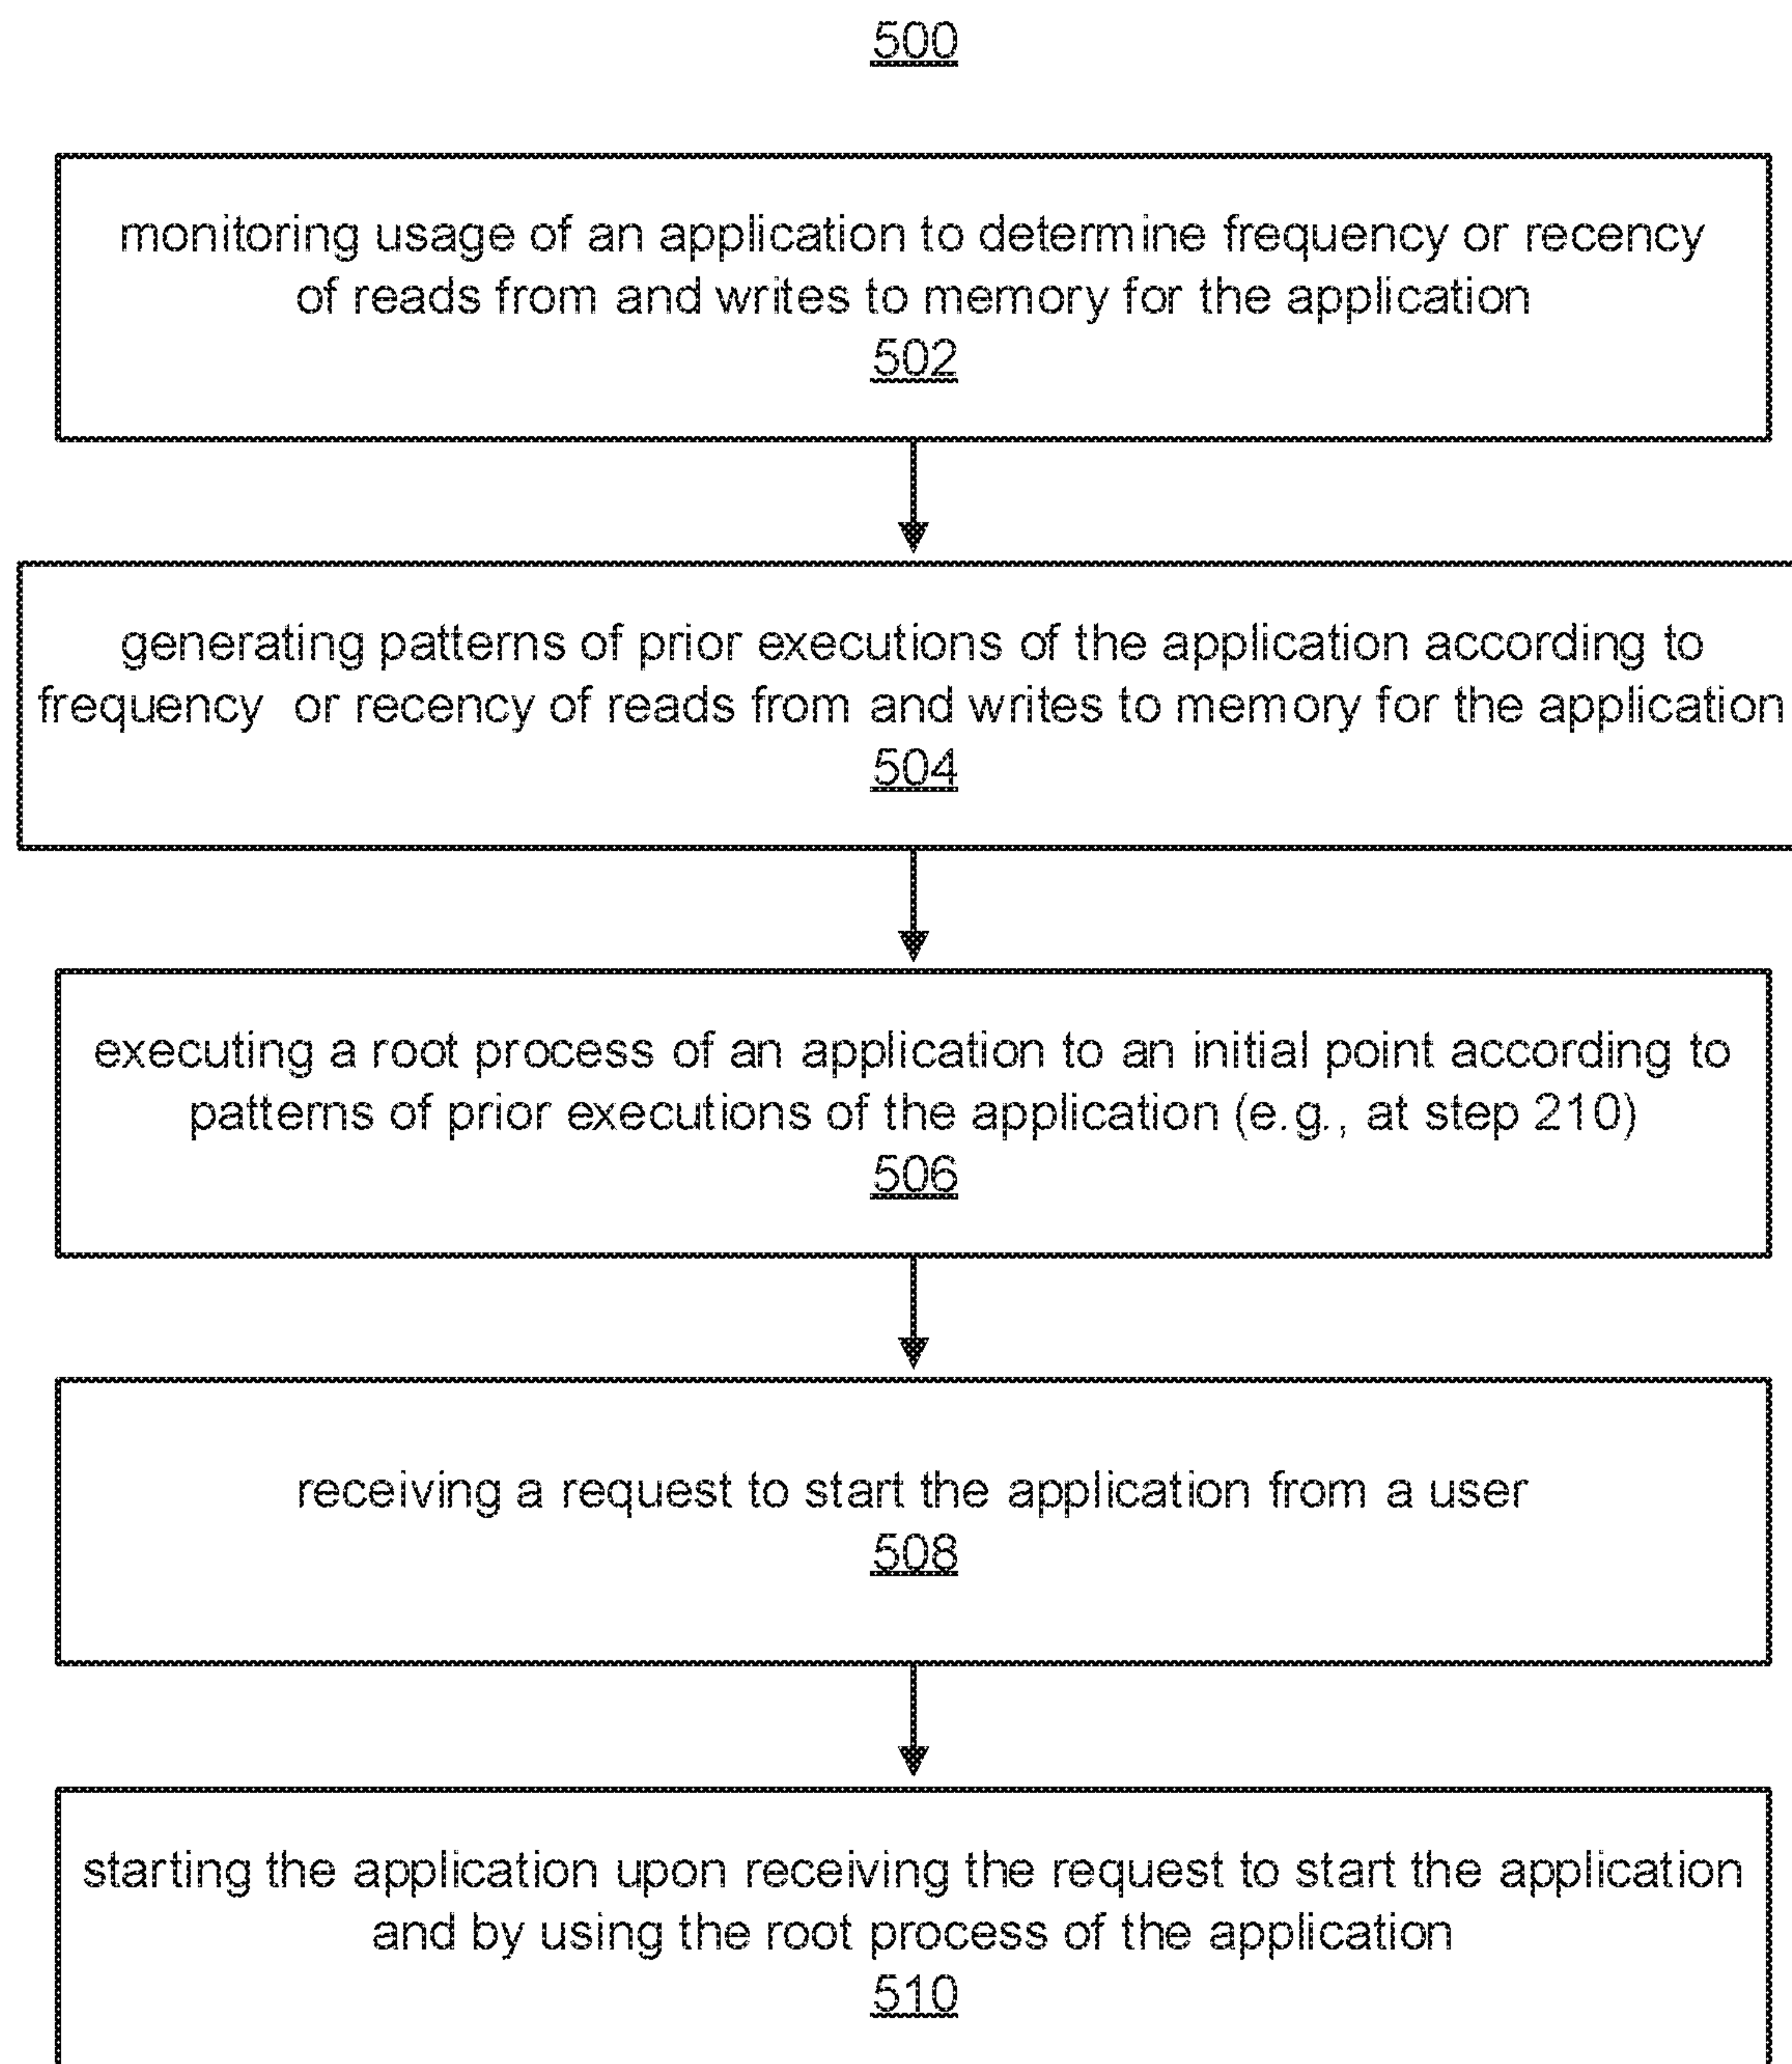 500
monitoring usage of an application to determine frequency or recency
of reads from and writes to memory for the application
502
generating patterns of prior executions of the application according to
frequency or recency of reads from and writes to memory for the application
504
executing a root process of an application to an initial point according to
patterns of prior executions of the application (e.g., at step 210)
506
receiving a request to start the application from a user
508
starting the application upon receiving the request to start the application
and by using the root process of the application
510